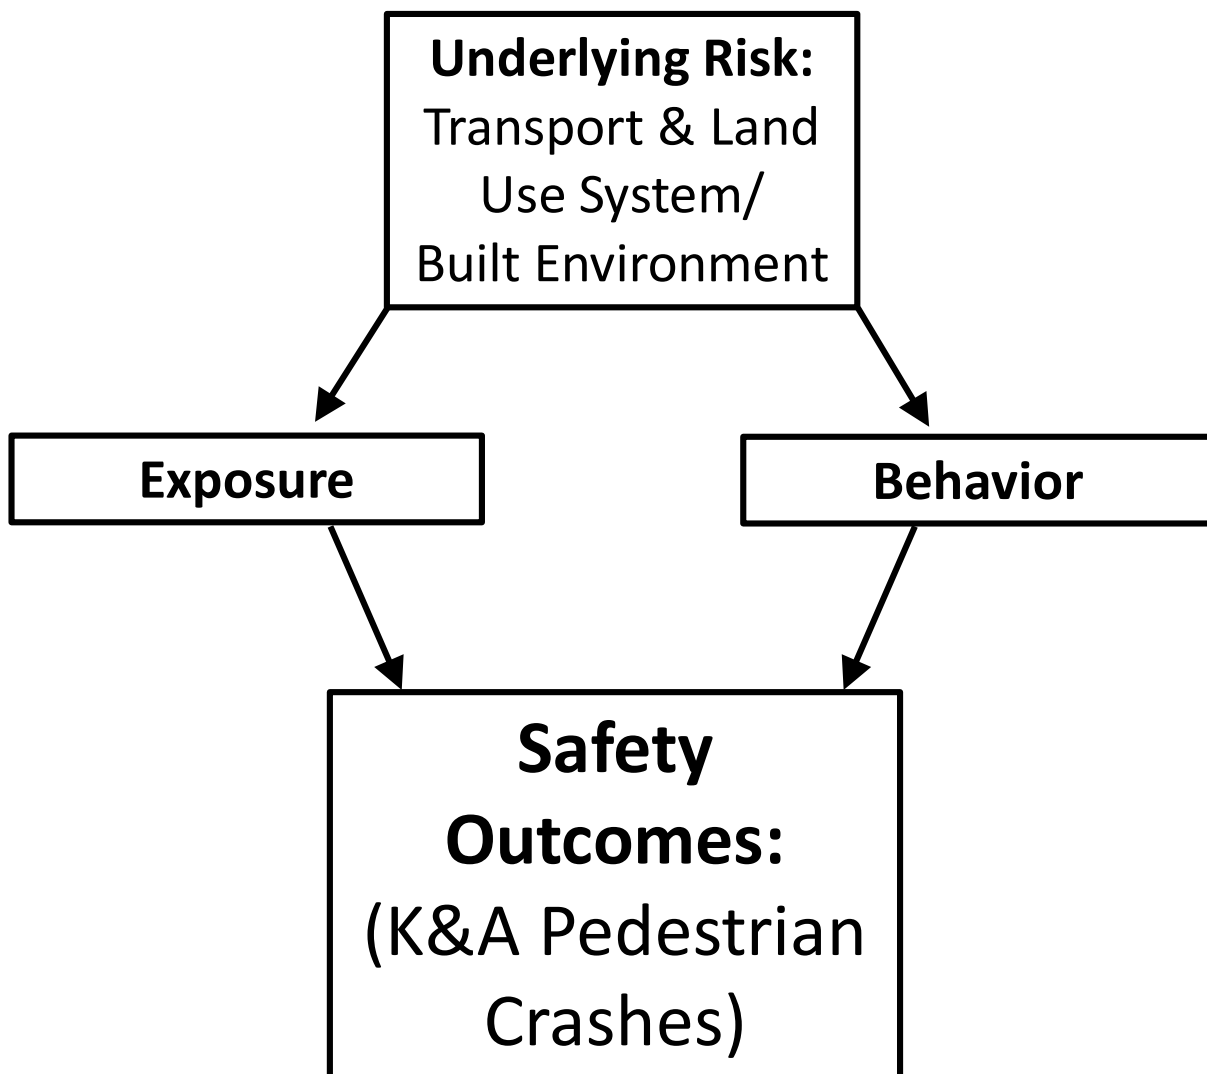 Underlying Risk:
Transport & Land
Use System/
Built Environment
Exposure
Behavior
Safety
Outcomes:
(K&A Pedestrian
Crashes)